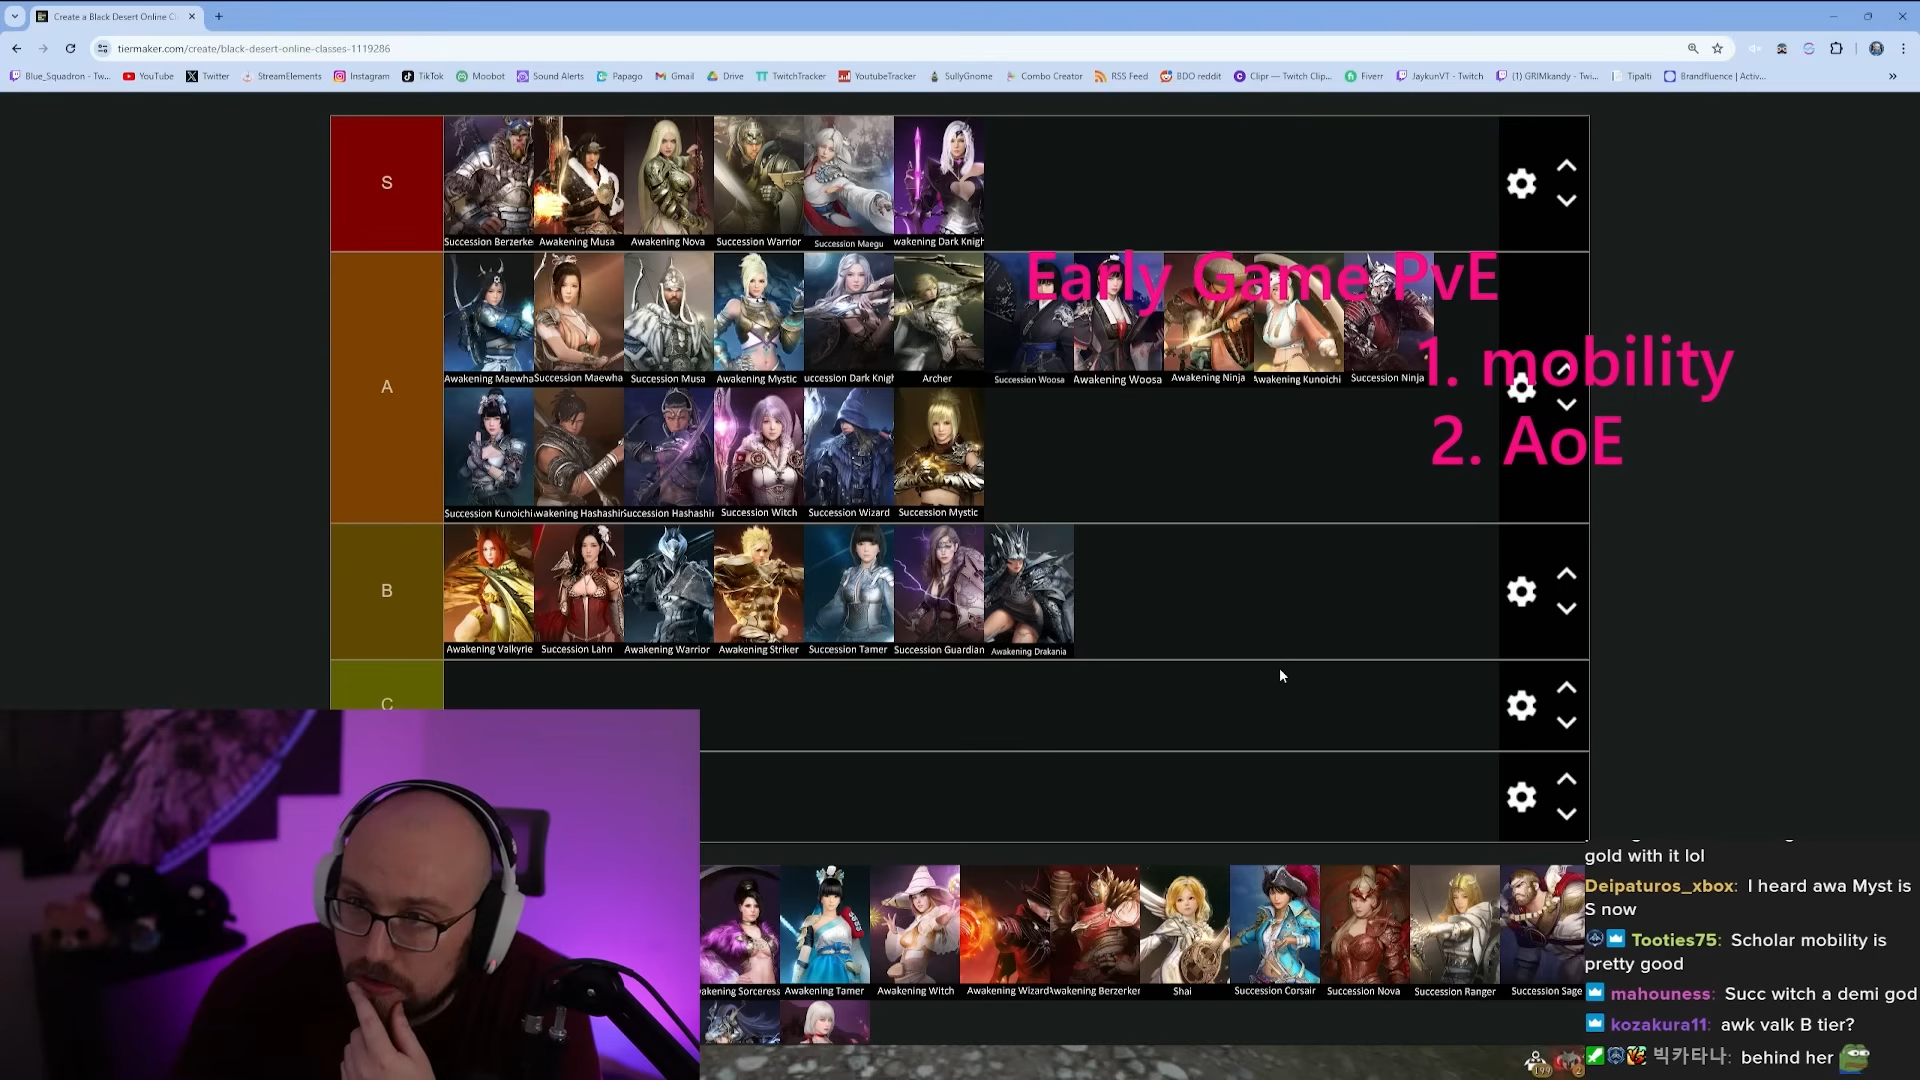 Create a Black Desert Online Cl
tiermaker.com/create/black-desert-online-classes-1119286
Blue_Squadron - Tw... YouTube Twitter StreamElements Instagram TikTok Moobot Sound Alerts Papago Gmail Drive TwitchTracker YoutubeTracker SullyGnome Combo Creator RSS Feed BDO reddit Clipr — Twitch Clip... Fiverr JaykunVT - Twitch (1) GRIMkandy - Twi... Tipalti Brandfluence | Activ...
S
Succession Berzerke Awakening Musa Awakening Nova Succession Warrior Succession Maegu wakening Dark Knigh
Early Game PvE
1. mobility
2. AoE
A
Awakening Maewha Succession Maewha Succession Musa Awakening Mystic uccession Dark Knigh Archer Succession Woosa Awakening Woosa Awakening Ninja Awakening Kunoichi Succession Ninja
Succession Kunoichi wakening Hashashin Succession Hashashin Succession Witch Succession Wizard Succession Mystic
B
Awakening Valkyrie Succession Lahn Awakening Warrior Awakening Striker Succession Tamer Succession Guardian Awakening Drakania
C
akening Sorceress Awakening Tamer Awakening Witch Awakening Wizard wakening Berzerker Shai Succession Corsair Succession Nova Succession Ranger Succession Sage
gold with it lol
Deipaturos_xbox: I heard awa Myst is
S now
Tooties75: Scholar mobility is
pretty good
mahouness: Succ witch a demi god
kozakura11: awk valk B tier?
빅카타나: behind her
199 2